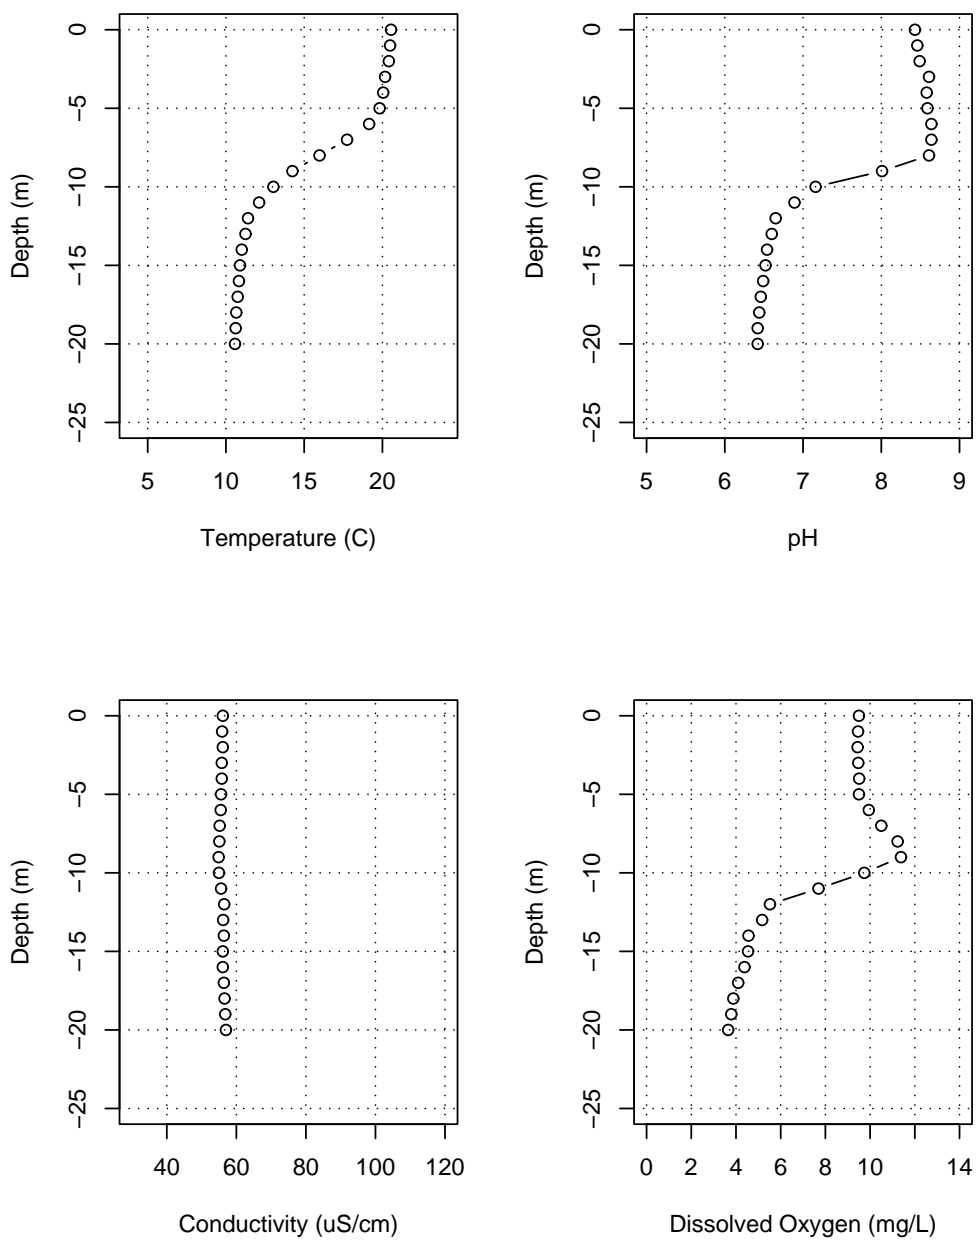 0
−5
−10
−15
−20
−25
Depth (m)
5 10 15 20
Temperature (C)
0
−5
−10
−15
−20
−25
Depth (m)
5 6 7 8 9
pH
0
−5
−10
−15
−20
−25
Depth (m)
40 60 80 100 120
Conductivity (uS/cm)
0
−5
−10
−15
−20
−25
Depth (m)
0 2 4 6 8 10 14
Dissolved Oxygen (mg/L)